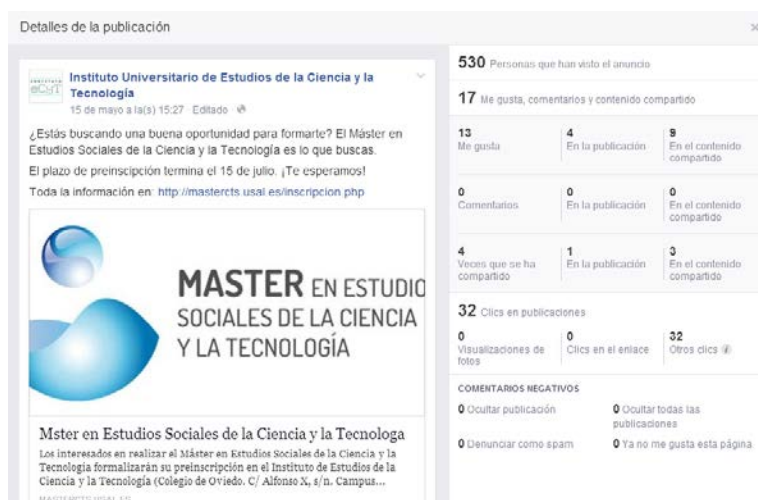 Detalles de la publicación
Instituto Universitario de Estudios de la Ciencia y la
Tecnología
15 de mayo a la(s) 15:27 · Editado ·
¿Estás buscando una buena oportunidad para formarte? El Máster en
Estudios Sociales de la Ciencia y la Tecnología es lo que buscas.
El plazo de preinscipción termina el 15 de julio. ¡Te esperamos!
Toda la información en: http://mastercts.usal.es/inscripcion.php
MASTER EN ESTUDIO
SOCIALES DE LA CIENCIA
Y LA TECNOLOGÍA
Mster en Estudios Sociales de la Ciencia y la Tecnologa
Los interesados en realizar el Máster en Estudios Sociales de la Ciencia y la
Tecnología formalizarán su preinscripción en el Instituto de Estudios de la
Ciencia y la Tecnología (Colegio de Oviedo. C/ Alfonso X, s/n. Campus...
MASTERCTS.USAL.ES
530 Personas que han visto el anuncio
17 Me gusta, comentarios y contenido compartido
13 4 9
Me gusta En la publicación En el contenido
compartido
0 0 0
Comentarios En la publicación En el contenido
compartido
4 1 3
Veces que se ha En la publicación En el contenido
compartido compartido
32 Clics en publicaciones
0 0 32
Visualizaciones de Clics en el enlace Otros clics
fotos
COMENTARIOS NEGATIVOS
0 Ocultar publicación 0 Ocultar todas las
publicaciones
0 Denunciar como spam 0 Ya no me gusta esta página